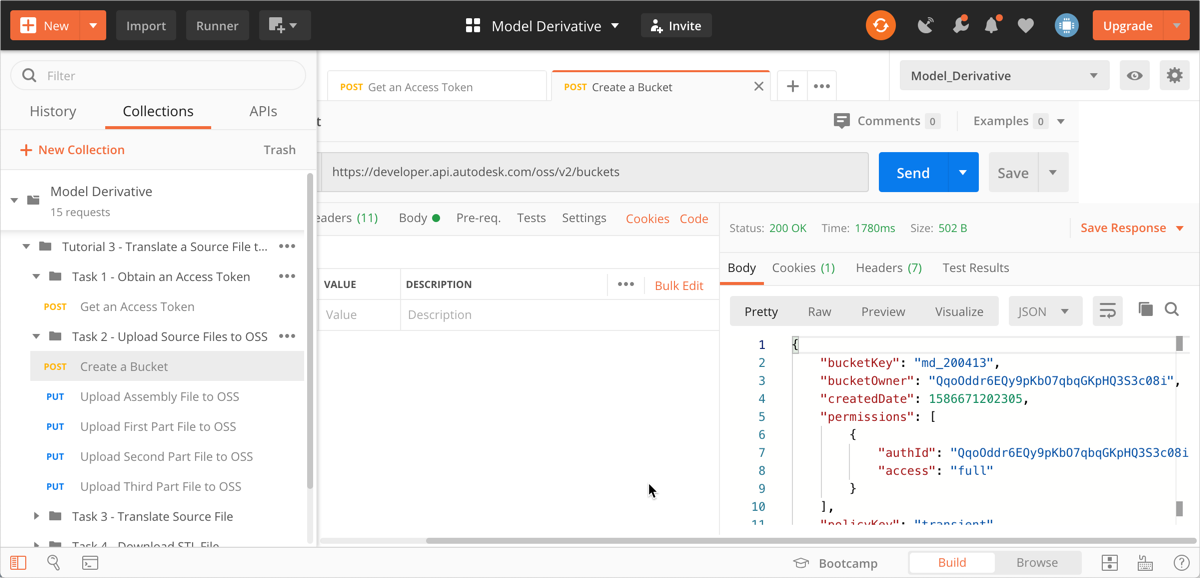 New
Import
Runner
Model Derivative
Invite
Upgrade
Filter
History
Collections
APIs
New Collection
Trash
Model Derivative
15 requests
Tutorial 3 - Translate a Source File t...
Task 1 - Obtain an Access Token
POST Get an Access Token
Task 2 - Upload Source Files to OSS
POST Create a Bucket
PUT Upload Assembly File to OSS
PUT Upload First Part File to OSS
PUT Upload Second Part File to OSS
PUT Upload Third Part File to OSS
Task 3 - Translate Source File
Task 4 - Download STL File
POST Get an Access Token
POST Create a Bucket
Model_Derivative
t
Comments 0
Examples 0
https://developer.api.autodesk.com/oss/v2/buckets
Send
Save
eaders (11)
Body
Pre-req.
Tests
Settings
Cookies
Code
VALUE
DESCRIPTION
Bulk Edit
Value
Description
Status: 200 OK
Time: 1780ms
Size: 502 B
Save Response
Body
Cookies (1)
Headers (7)
Test Results
Pretty
Raw
Preview
Visualize
JSON
1 {
2 "bucketKey": "md_200413",
3 "bucketOwner": "QqoOddr6EQy9pKbO7qbqGKpHQ3S3c08i",
4 "createdDate": 1586671202305,
5 "permissions": [
6 {
7 "authId": "QqoOddr6EQy9pKbO7qbqGKpHQ3S3c08i
8 "access": "full"
9 }
10 ],
11 "policyKey": "transient"
Bootcamp
Build
Browse